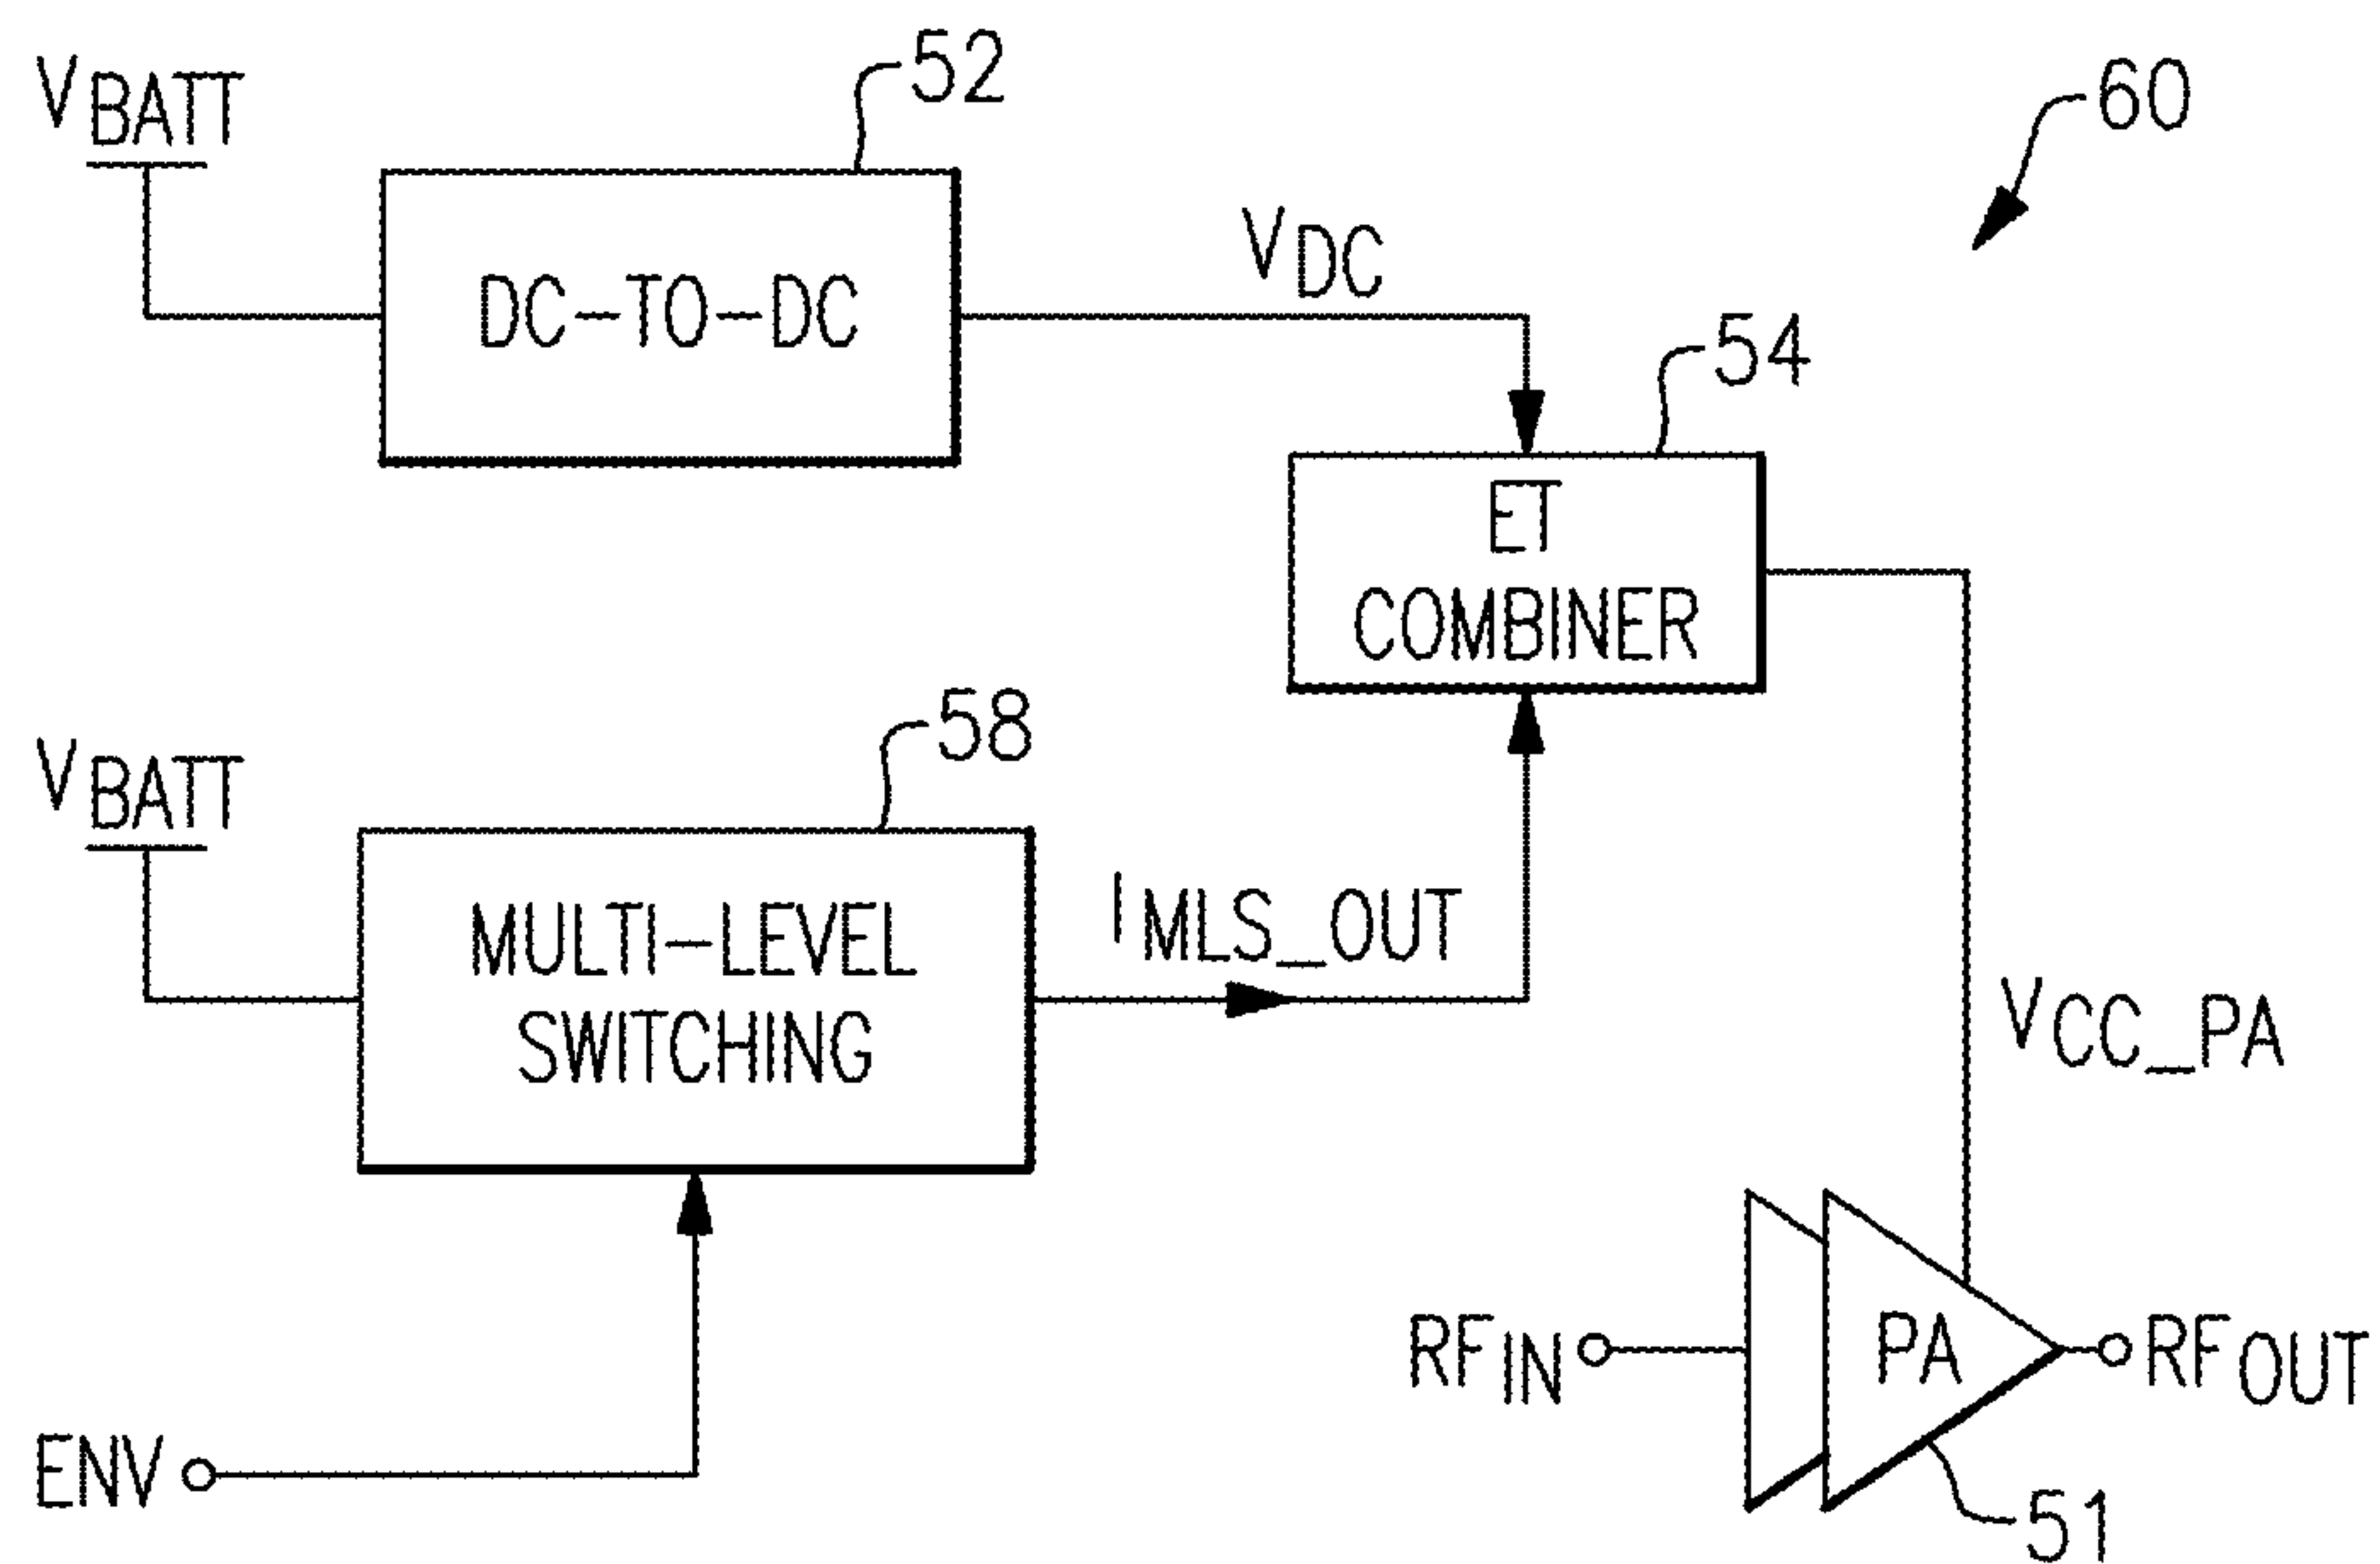 VBATT
52
60
DC-TO-DC
VDC
54
ET
COMBINER
VBATT
58
MULTI-LEVEL
SWITCHING
IMLS_OUT
VCC_PA
RFIN
PA
RFOUT
ENV
51